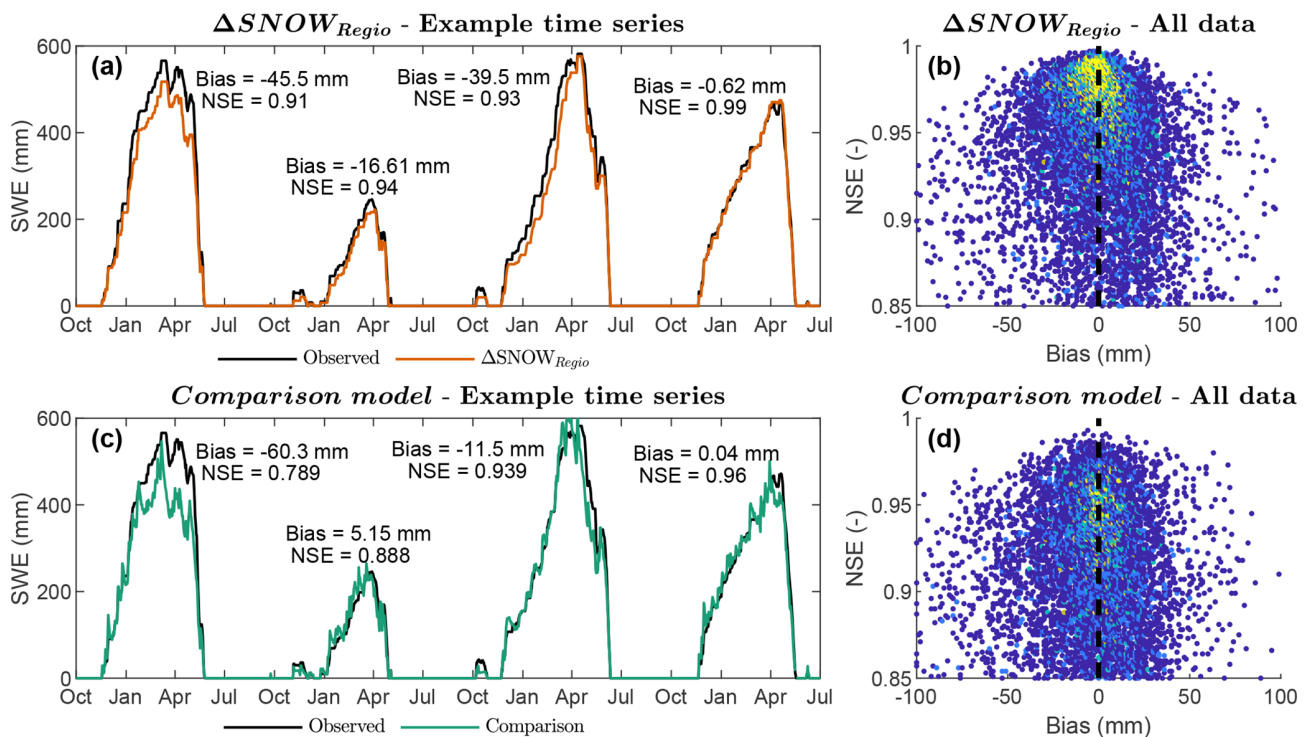 ΔSNOW_Regio - Example time series
(a)
Bias = -45.5 mm
NSE = 0.91
Bias = -16.61 mm
NSE = 0.94
Bias = -39.5 mm
NSE = 0.93
Bias = -0.62 mm
NSE = 0.99
SWE (mm)
600
400
200
0
Oct Jan Apr Jul Oct Jan Apr Jul Oct Jan Apr Jul Oct Jan Apr Jul
Observed ΔSNOW_Regio
ΔSNOW_Regio - All data
(b)
NSE (-)
1
0.95
0.9
0.85
-100 -50 0 50 100
Bias (mm)
Comparison model - Example time series
(c)
Bias = -60.3 mm
NSE = 0.789
Bias = 5.15 mm
NSE = 0.888
Bias = -11.5 mm
NSE = 0.939
Bias = 0.04 mm
NSE = 0.96
SWE (mm)
600
400
200
0
Oct Jan Apr Jul Oct Jan Apr Jul Oct Jan Apr Jul Oct Jan Apr Jul
Observed Comparison
Comparison model - All data
(d)
NSE (-)
1
0.95
0.9
0.85
-100 -50 0 50 100
Bias (mm)